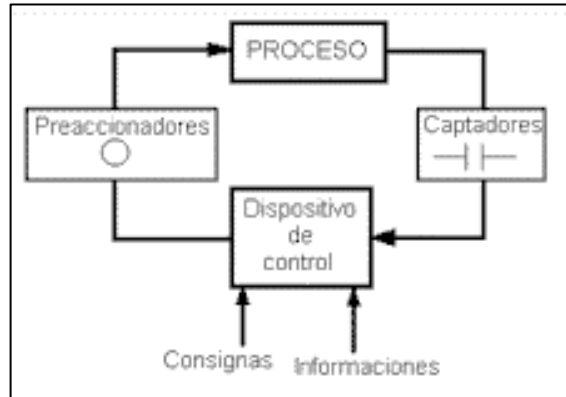 PROCESO
Preaccionadores
Captadores
Dispositivo
de
control
Consignas
Informaciones